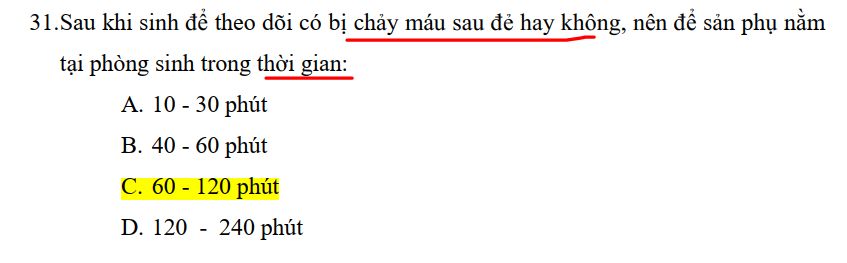 31.Sau khi sinh để theo dõi có bị chảy máu sau đẻ hay không, nên để sản phụ nằm
tại phòng sinh trong thời gian:
A. 10 - 30 phút
B. 40 - 60 phút
C. 60 - 120 phút
D. 120 - 240 phút